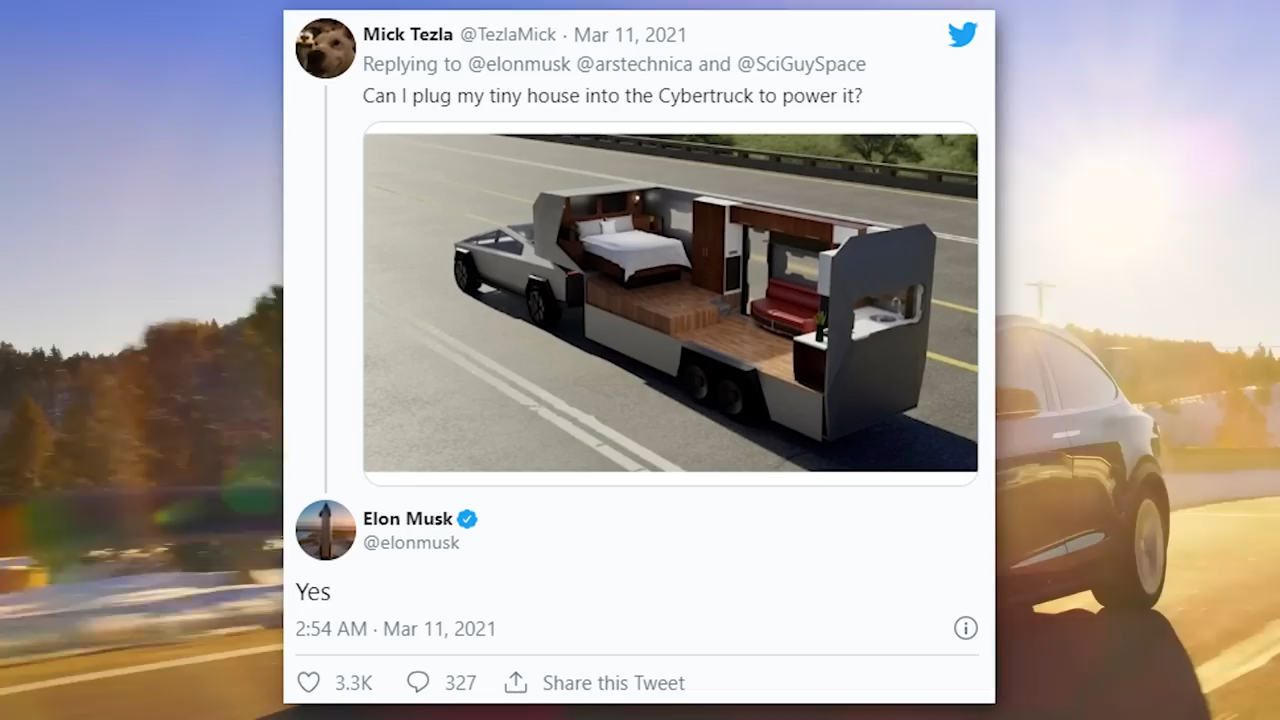 Mick Tezla @TezlaMick · Mar 11, 2021
Replying to @elonmusk @arstechnica and @SciGuySpace
Can I plug my tiny house into the Cybertruck to power it?
Elon Musk
@elonmusk
Yes
2:54 AM · Mar 11, 2021
3.3K 327 Share this Tweet